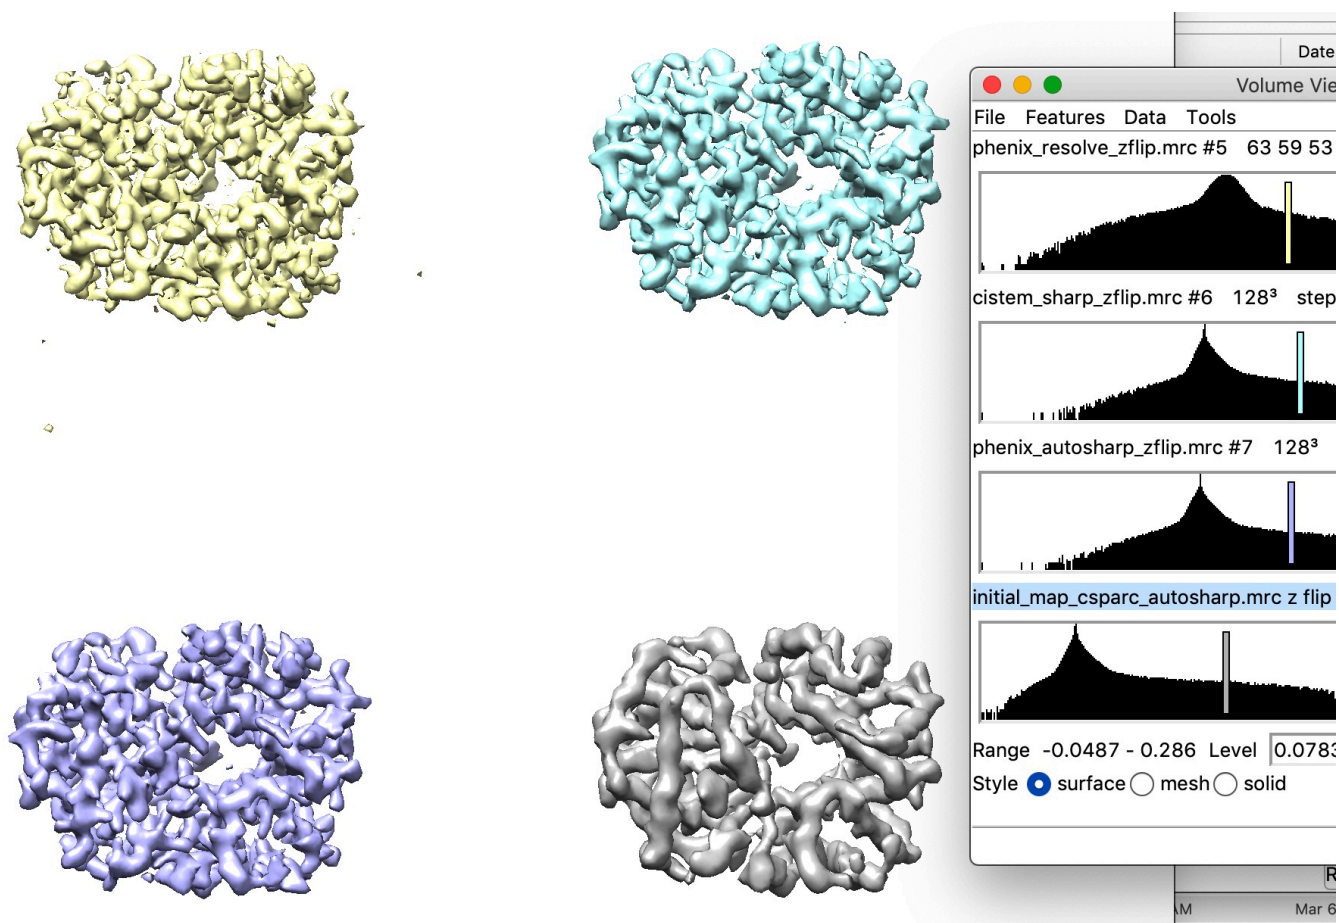 Date
Volume Vie
File Features Data Tools
phenix_resolve_zflip.mrc #5 63 59 53
cistem_sharp_zflip.mrc #6 128³ step
phenix_autosharp_zflip.mrc #7 128³
initial_map_csparc_autosharp.mrc z flip
Range -0.0487 - 0.286 Level 0.0783
Style surface mesh solid
R
AM Mar 6